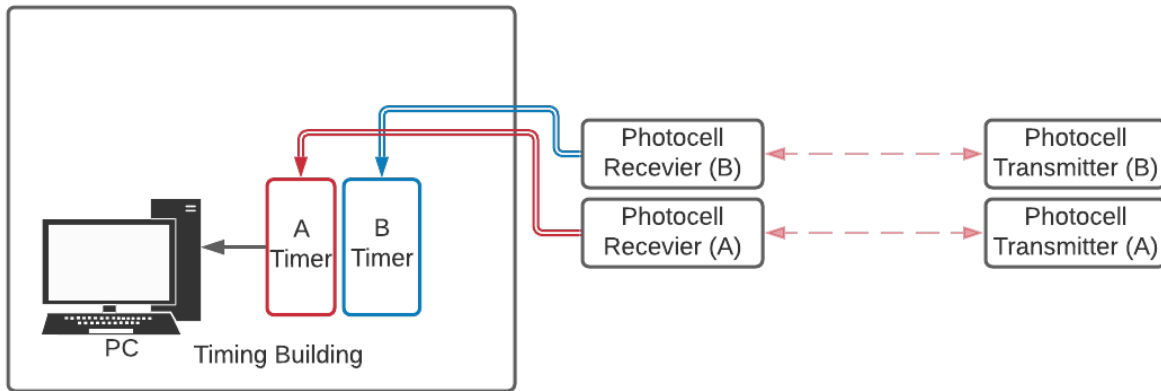 Photocell
Recevier (B)
Photocell
Transmitter (B)
Photocell
Recevier (A)
Photocell
Transmitter (A)
A
Timer
B
Timer
PC
Timing Building